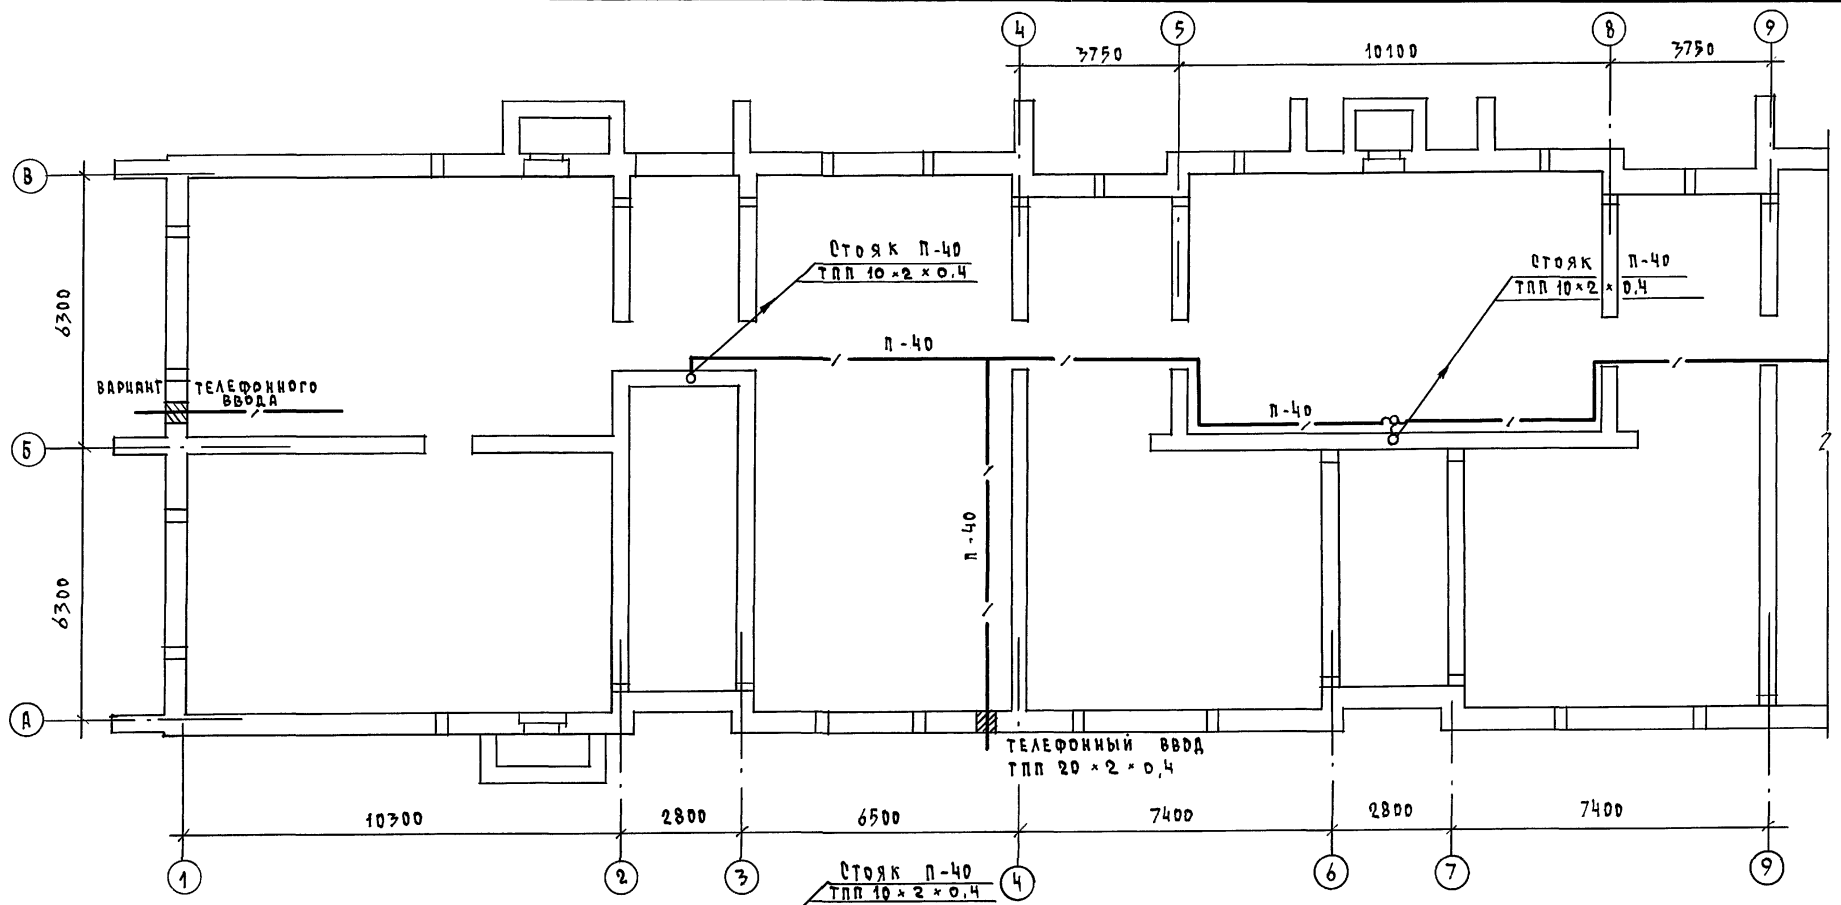 4 5 8 9
3750 10100 3750
В
Стояк П-40
ТПП 10×2×0,4
Стояк П-40
ТПП 10×2×0,4
6300
П-40
ВАРИАНТ ТЕЛЕФОННОГО
ВВОДА
П-40
Б
2
П-40
6300
А
ТЕЛЕФОННЫЙ ВВОД
ТПП 20×2×0,4
10300 2800 6500 7400 2800 7400
1 2 3 4 6 7 9
Стояк П-40
ТПП 10×2×0,4